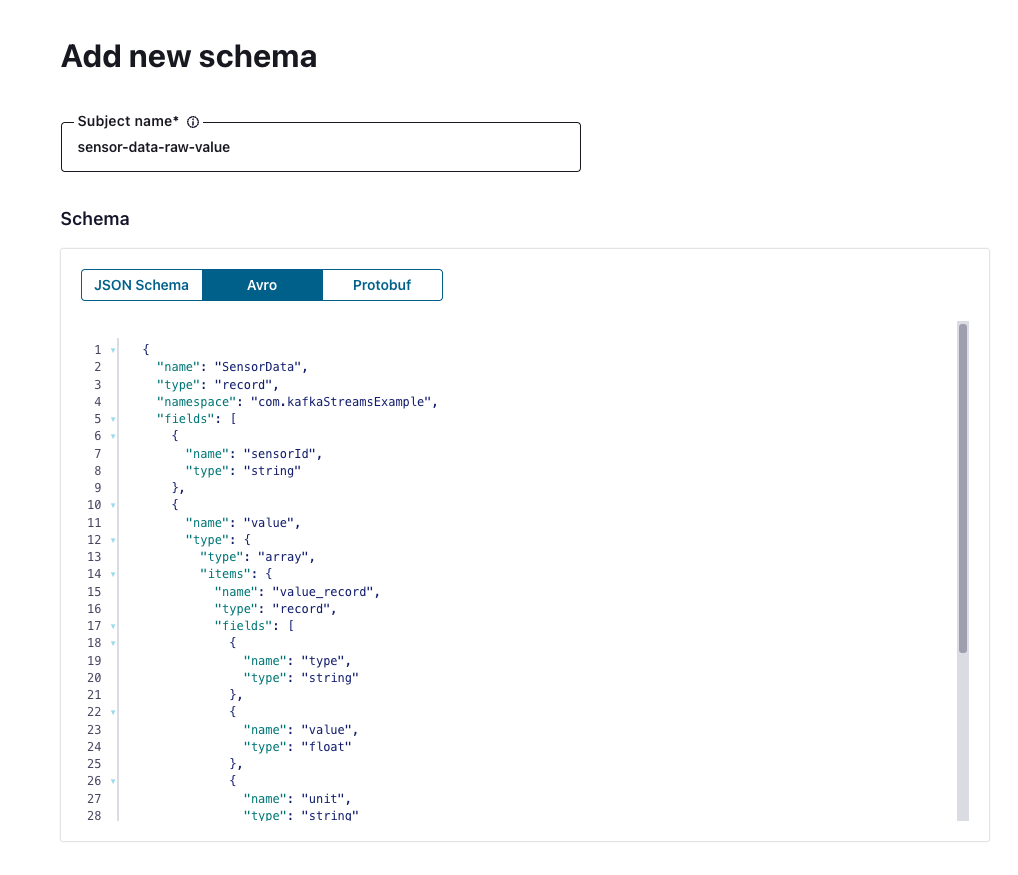 Add new schema
Subject name*
sensor-data-raw-value
Schema
JSON Schema Avro Protobuf
1 {
2 "name": "SensorData",
3 "type": "record",
4 "namespace": "com.kafkaStreamsExample",
5 "fields": [
6 {
7 "name": "sensorId",
8 "type": "string"
9 },
10 {
11 "name": "value",
12 "type": {
13 "type": "array",
14 "items": {
15 "name": "value_record",
16 "type": "record",
17 "fields": [
18 {
19 "name": "type",
20 "type": "string"
21 },
22 {
23 "name": "value",
24 "type": "float"
25 },
26 {
27 "name": "unit",
28 "type": "string"